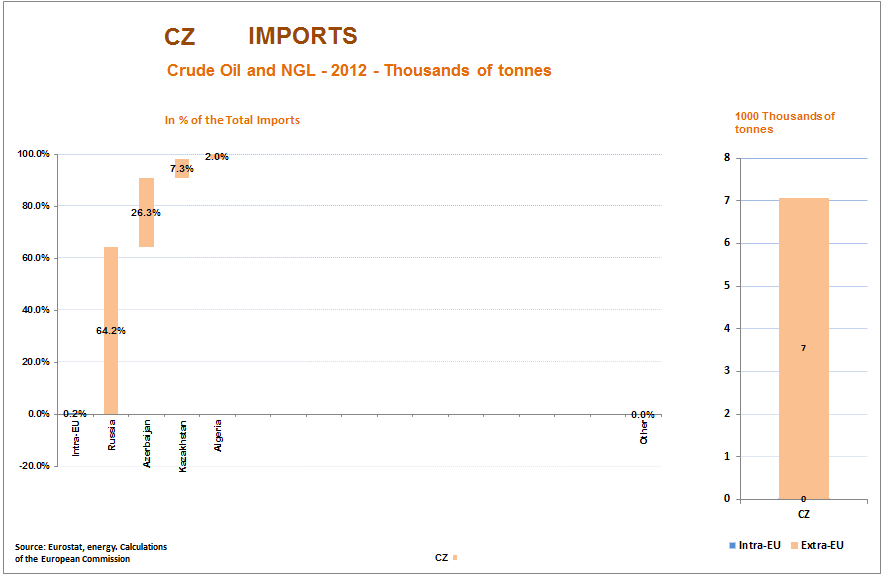 CZ IMPORTS
Crude Oil and NGL - 2012 - Thousands of tonnes
In % of the Total Imports
100.0%
80.0%
60.0%
40.0%
20.0%
0.0%
-20.0%
0.2%
64.2%
26.3%
7.3%
2.0%
0.0%
Intra-EU
Russia
Azerbaijan
Kazakhstan
Algeria
Other
1000 Thousands of
tonnes
8
7
6
5
4
3
2
1
0
7
0
CZ
Intra-EU Extra-EU
Source: Eurostat, energy. Calculations
of the European Commission
CZ